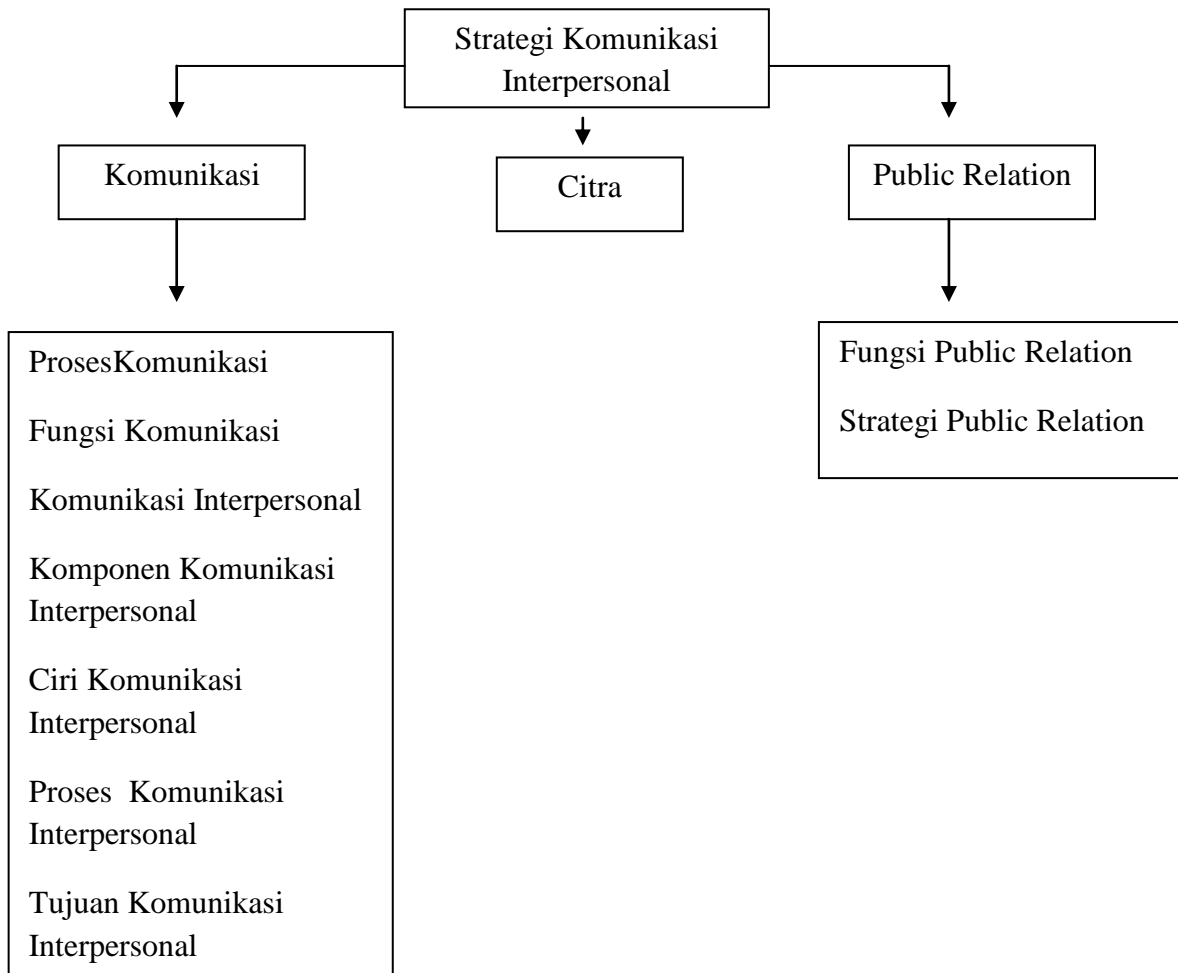 Strategi Komunikasi
Interpersonal
Komunikasi
Citra
Public Relation
ProsesKomunikasi
Fungsi Komunikasi
Komunikasi Interpersonal
Komponen Komunikasi
Interpersonal
Ciri Komunikasi
Interpersonal
Proses  Komunikasi
Interpersonal
Tujuan Komunikasi
Interpersonal
Fungsi Public Relation
Strategi Public Relation